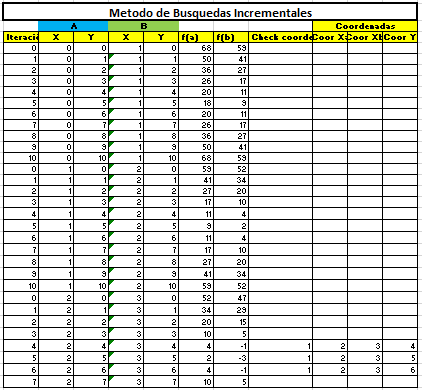 Metodo de Busquedas Incrementales
A B Coordenadas
Iteració X Y X Y f(a) f(b) Check coorde Coor Xa Coor Xb Coor Y
0 0 0 1 0 68 59
1 0 1 1 1 50 41
2 0 2 1 2 36 27
3 0 3 1 3 26 17
4 0 4 1 4 20 11
5 0 5 1 5 18 9
6 0 6 1 6 20 11
7 0 7 1 7 26 17
8 0 8 1 8 36 27
9 0 9 1 9 50 41
10 0 10 1 10 68 59
0 1 0 2 0 59 52
1 1 1 2 1 41 34
2 1 2 2 2 27 20
3 1 3 2 3 17 10
4 1 4 2 4 11 4
5 1 5 2 5 9 2
6 1 6 2 6 11 4
7 1 7 2 7 17 10
8 1 8 2 8 27 20
9 1 9 2 9 41 34
10 1 10 2 10 59 52
0 2 0 3 0 52 47
1 2 1 3 1 34 29
2 2 2 3 2 20 15
3 2 3 3 3 10 5
4 2 4 3 4 4 -1 1 2 3 4
5 2 5 3 5 2 -3 1 2 3 5
6 2 6 3 6 4 -1 1 2 3 6
7 2 7 3 7 10 5